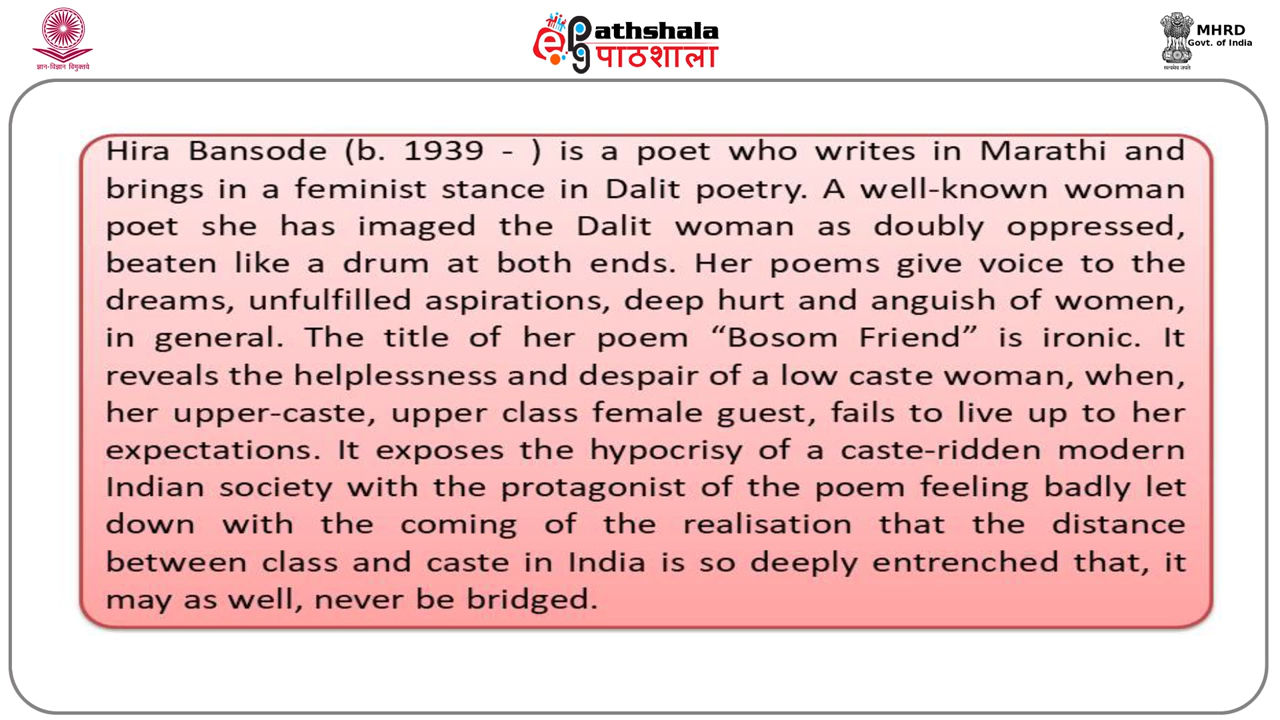 ज्ञान-विज्ञान विमुक्तये
ePG Pathshala
पाठशाला
MHRD
Govt. of India
सत्यमेव जयते
Hira Bansode (b. 1939 - ) is a poet who writes in Marathi and
brings in a feminist stance in Dalit poetry. A well-known woman
poet she has imaged the Dalit woman as doubly oppressed,
beaten like a drum at both ends. Her poems give voice to the
dreams, unfulfilled aspirations, deep hurt and anguish of women,
in general. The title of her poem “Bosom Friend” is ironic. It
reveals the helplessness and despair of a low caste woman, when,
her upper-caste, upper class female guest, fails to live up to her
expectations. It exposes the hypocrisy of a caste-ridden modern
Indian society with the protagonist of the poem feeling badly let
down with the coming of the realisation that the distance
between class and caste in India is so deeply entrenched that, it
may as well, never be bridged.